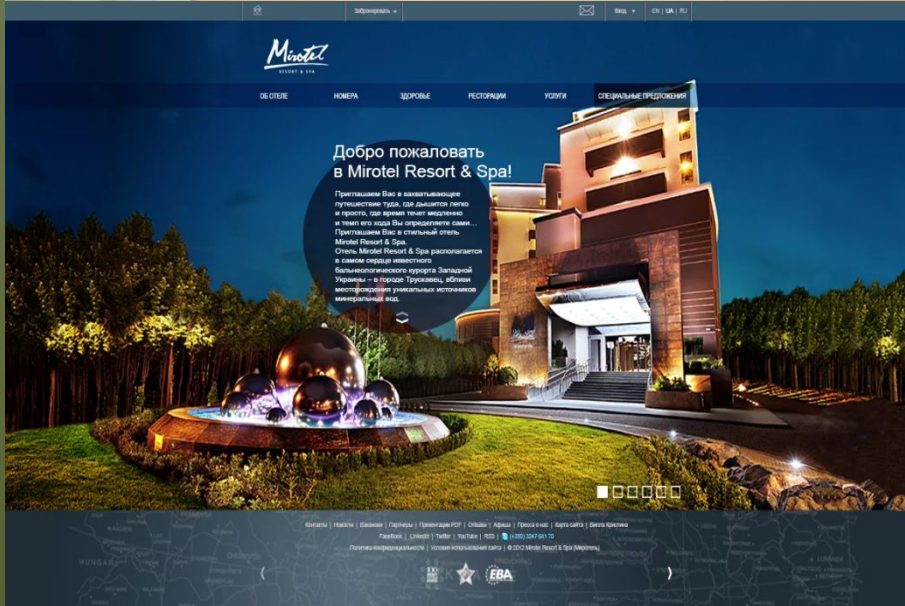 Забронировать
Вход
EN | UA | RU
Mirotel
RESORT & SPA
ОБ ОТЕЛЕ
НОМЕРА
ЗДОРОВЬЕ
РЕСТОРАЦИИ
УСЛУГИ
СПЕЦИАЛЬНЫЕ ПРЕДЛОЖЕНИЯ
Добро пожаловать
в Mirotel Resort & Spa!
Приглашаем Вас в захватывающее
путешествие туда, где дышится легко
и просто, где время течет медленно
и темп его хода Вы определяете сами...
Приглашаем Вас в стильный отель
Mirotel Resort & Spa.
Отель Mirotel Resort & Spa располагается
в самом сердце известного
бальнеологического курорта Западной
Украины – в городе Трускавец, вблизи
месторождения уникальных источников
минеральных вод.
Контакты | Новости | Вакансии | Партнеры | Презентация PDF | Отзывы | Афиша | Пресса о нас | Карта сайта | Вилла Кристина
FaceBook | LinkedIn | Twitter | YouTube | RSS |
Политика конфиденциальности | Условия использования сайта | © 2012 Mirotel Resort & Spa (Миротель)
HUNGARY
EBA